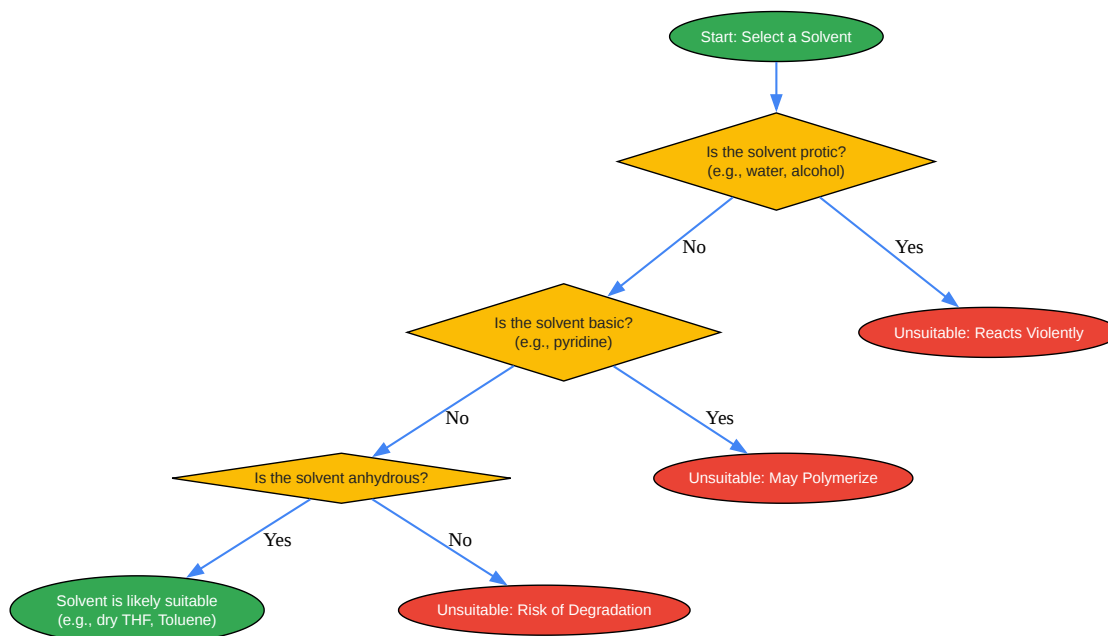 Start: Select a Solvent
Is the solvent protic?
(e.g., water, alcohol)
No
Yes
Is the solvent basic?
(e.g., pyridine)
Unsuitable: Reacts Violently
No
Yes
Is the solvent anhydrous?
Unsuitable: May Polymerize
Yes
No
Solvent is likely suitable
(e.g., dry THF, Toluene)
Unsuitable: Risk of Degradation